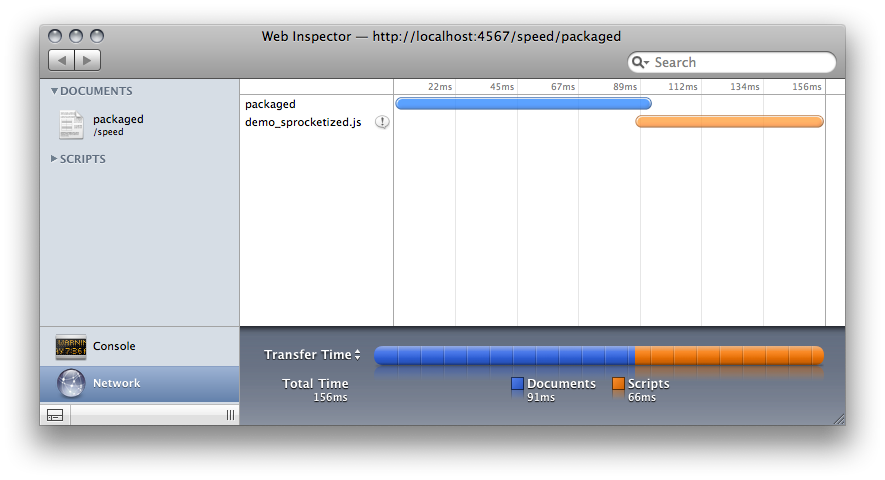 Web Inspector — http://localhost:4567/speed/packaged
Search
DOCUMENTS
packaged
/speed
SCRIPTS
22ms 45ms 67ms 89ms 112ms 134ms 156ms
packaged
demo_sprocketized.js !
Console
Network
Transfer Time
Total Time
156ms
Documents
91ms
Scripts
66ms